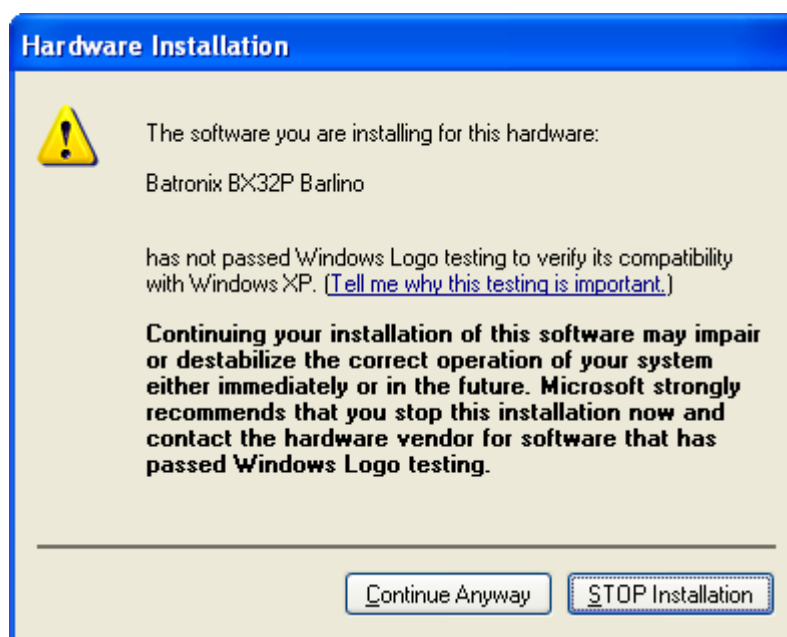 Hardware Installation
The software you are installing for this hardware:
Batronix BX32P Barlino
has not passed Windows Logo testing to verify its compatibility
with Windows XP. (Tell me why this testing is important.)
Continuing your installation of this software may impair
or destabilize the correct operation of your system
either immediately or in the future. Microsoft strongly
recommends that you stop this installation now and
contact the hardware vendor for software that has
passed Windows Logo testing.
Continue Anyway
STOP Installation